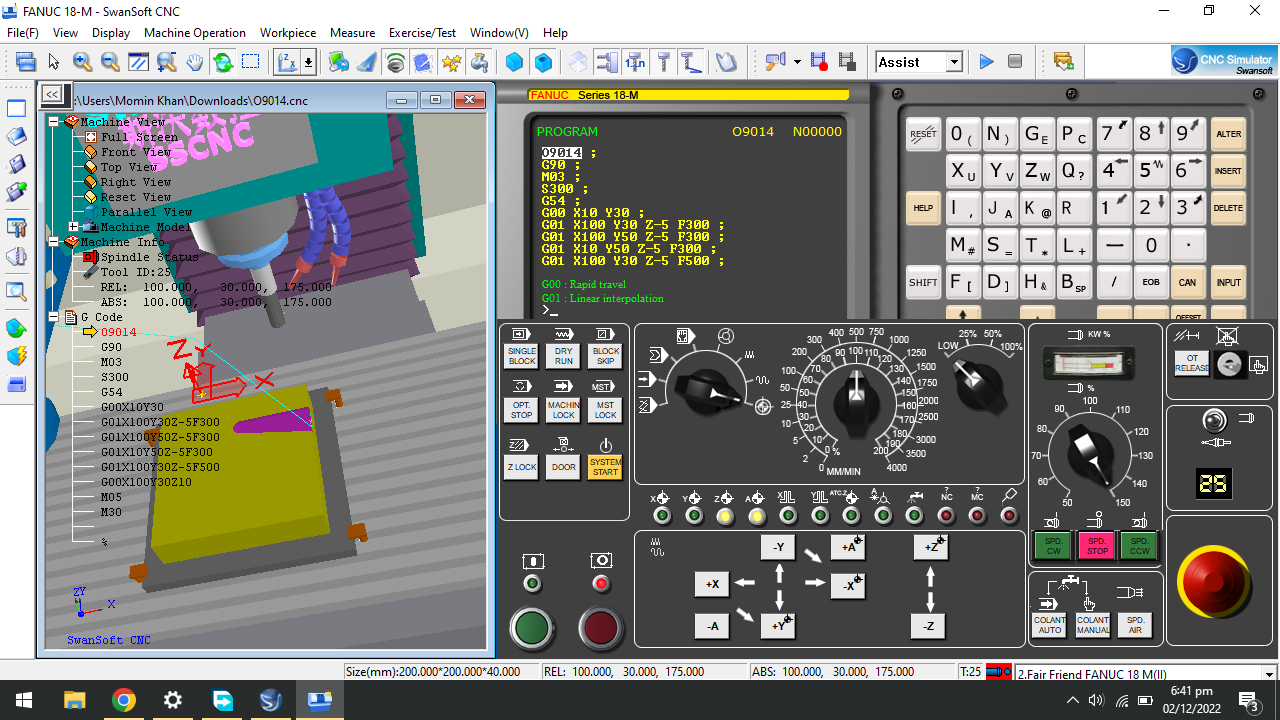 FANUC 18-M - SwanSoft CNC
File(F) View Display Machine Operation Workpiece Measure Exercise/Test Window(V) Help
Assist
CNC Simulator
Swansoft
<<
:\Users\Momin Khan\Downloads\O9014.cnc
Machine View
Full Screen
Front View
Top View
Right View
Reset View
Parallel View
Machine Model
Machine Info
Spindle Status
Tool ID:25
REL: 100.000, 30.000, 175.000
ABS: 100.000, 30.000, 175.000
G Code
O9014
G90
M03
S300
G54
G00X10Y30
G01X100Y30Z-5F300
G01X100Y50Z-5F300
G01X10Y50Z-5F300
G01X100Y30Z-5F500
G00X100Y30Z10
M05
M30
%
SSCNC
Z Y X
ZY
X
SwanSoft CNC
FANUC Series 18-M
PROGRAM O9014 N00000
O9014 ;
G90 ;
M03 ;
S300 ;
G54 ;
G00 X10 Y30 ;
G01 X100 Y30 Z-5 F300 ;
G01 X100 Y50 Z-5 F300 ;
G01 X10 Y50 Z-5 F300 ;
G01 X100 Y30 Z-5 F500 ;
G00 : Rapid travel
G01 : Linear interpolation
>_
RESET O( N) GE PC 7 8 9 ALTER
XU YV ZW Q? 4 5 6 INSERT
HELP I, JA K@ R 1 2 3 DELETE
M# S= T* L+ — 0 ·
SHIFT F[ D] H& BSP / EOB CAN INPUT
OFFSET
SINGLE BLOCK DRY RUN BLOCK SKIP
OPT. STOP MACHIN LOCK MST LOCK
MST
Z LOCK DOOR SYSTEM START
0 2 5 10 20 30 40 50 60 70 80 90 100 110 120 130 140 150 160 170 180 190 200
0 % 2 5 10 100 200 300 400 500 750 1000 1250 1500 1750 2000 2500 3000 4000
MM/MIN
LOW 25% 50% 100%
KW %
%
50 60 70 80 90 100 110 120 130 150
OT RELEASE
25
X Y Z A X Y ATC.Z A ? NC ? MC
-Y +A +Z
+X -X
-A +Y -Z
SPD. CW SPD. STOP SPD. CCW
COLANT AUTO COLANT MANUAL SPD. AIR
Size(mm):200.000*200.000*40.000 REL: 100.000, 30.000, 175.000 ABS: 100.000, 30.000, 175.000 T:25 2.Fair Friend FANUC 18 M(II)
6:41 pm
02/12/2022
3